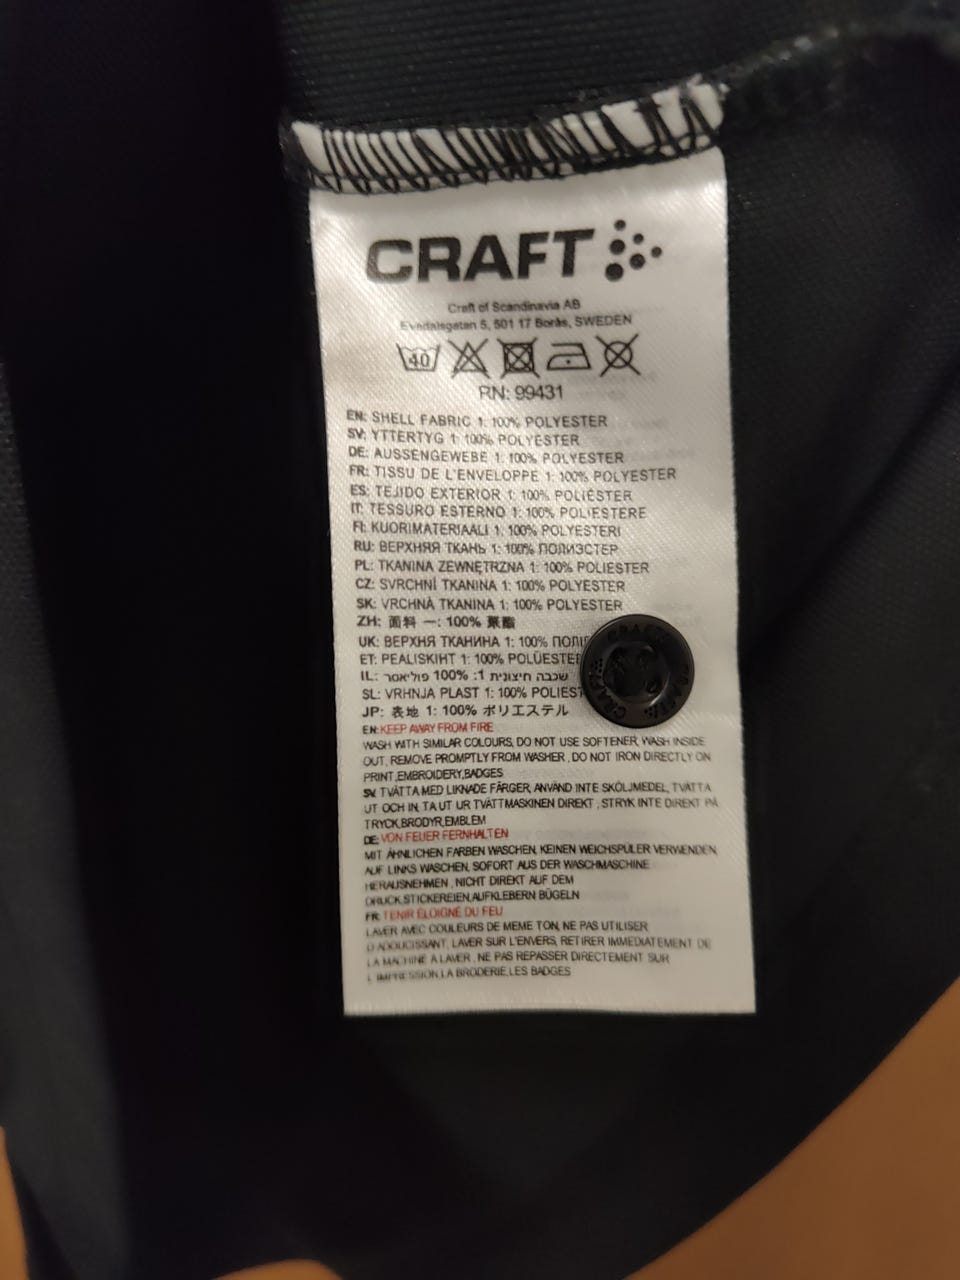 CRAFT
Craft of Scandinavia AB
Evedalsgatan 5, 501 17 Borås, SWEDEN
40
RN: 99431
EN: SHELL FABRIC 1: 100% POLYESTER
SV: YTTERTYG 1: 100% POLYESTER
DE: AUSSENGEWEBE 1: 100% POLYESTER
FR: TISSU DE L'ENVELOPPE 1: 100% POLYESTER
ES: TEJIDO EXTERIOR 1: 100% POLIÉSTER
IT: TESSURO ESTERNO 1: 100% POLIESTERE
FI: KUORIMATERIAALI 1: 100% POLYESTERI
RU: ВЕРХНЯЯ ТКАНЬ 1: 100% ПОЛИЭСТЕР
PL: TKANINA ZEWNĘTRZNA 1: 100% POLIESTER
CZ: SVRCHNÍ TKANINA 1: 100% POLYESTER
SK: VRCHNÁ TKANINA 1: 100% POLYESTER
ZH: 面料 一: 100% 聚酯
UK: ВЕРХНЯ ТКАНИНА 1: 100%
ET: PEALISKIHT 1: 100% POLÜESTE
IL: שכבה חיצונית 1: 100% פוליאסטר
SL: VRHNJA PLAST 1: 100% POLIEST
JP: 表地 1: 100% ポリエステル
CRAFT
CRAFT
CRAFT
EN: KEEP AWAY FROM FIRE
WASH WITH SIMILAR COLOURS, DO NOT USE SOFTENER, WASH INSIDE
OUT, REMOVE PROMPTLY FROM WASHER , DO NOT IRON DIRECTLY ON
PRINT,EMBROIDERY,BADGES
SV: TVÄTTA MED LIKNADE FÄRGER, ANVÄND INTE SKÖLJMEDEL, TVÄTTA
UT OCH IN, TA UT UR TVÄTTMASKINEN DIREKT , STRYK INTE DIREKT PÅ
TRYCK,BRODYR,EMBLEM
DE: VON FEUER FERNHALTEN
MIT ÄHNLICHEN FARBEN WASCHEN, KEINEN WEICHSPÜLER VERWENDEN,
AUF LINKS WASCHEN, SOFORT AUS DER WASCHMASCHINE
HERAUSNEHMEN , NICHT DIREKT AUF DEM
DRUCK,STICKEREIEN,AUFKLEBERN BÜGELN
FR: TENIR ÉLOIGNÉ DU FEU
LAVER AVEC COULEURS DE MEME TON, NE PAS UTILISER
D'ADOUCISSANT, LAVER SUR L'ENVERS, RETIRER IMMEDIATEMENT DE
LA MACHINE A LAVER , NE PAS REPASSER DIRECTEMENT SUR
L'IMPRESSION,LA BRODERIE,LES BADGES